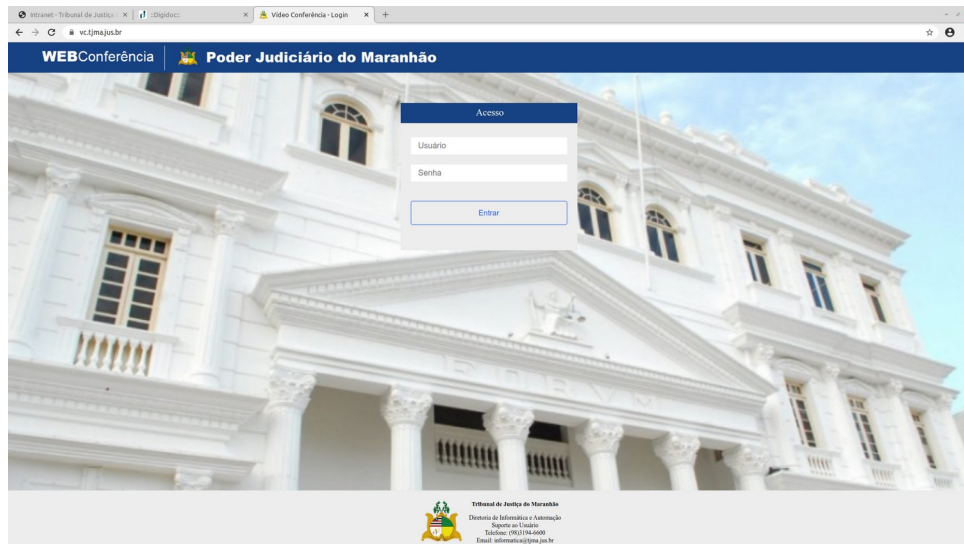 Intranet - Tribunal de Justiça
::Digidoc::
Video Conferência - Login
vc.tjma.jus.br
WEBConferência
Poder Judiciário do Maranhão
Acesso
Usuário
Senha
Entrar
Tribunal de Justiça do Maranhão
Diretoria de Informática e Automação
Suporte ao Usuário
Telefone: (98)3194-6600
Email: informatica@tjma.jus.br